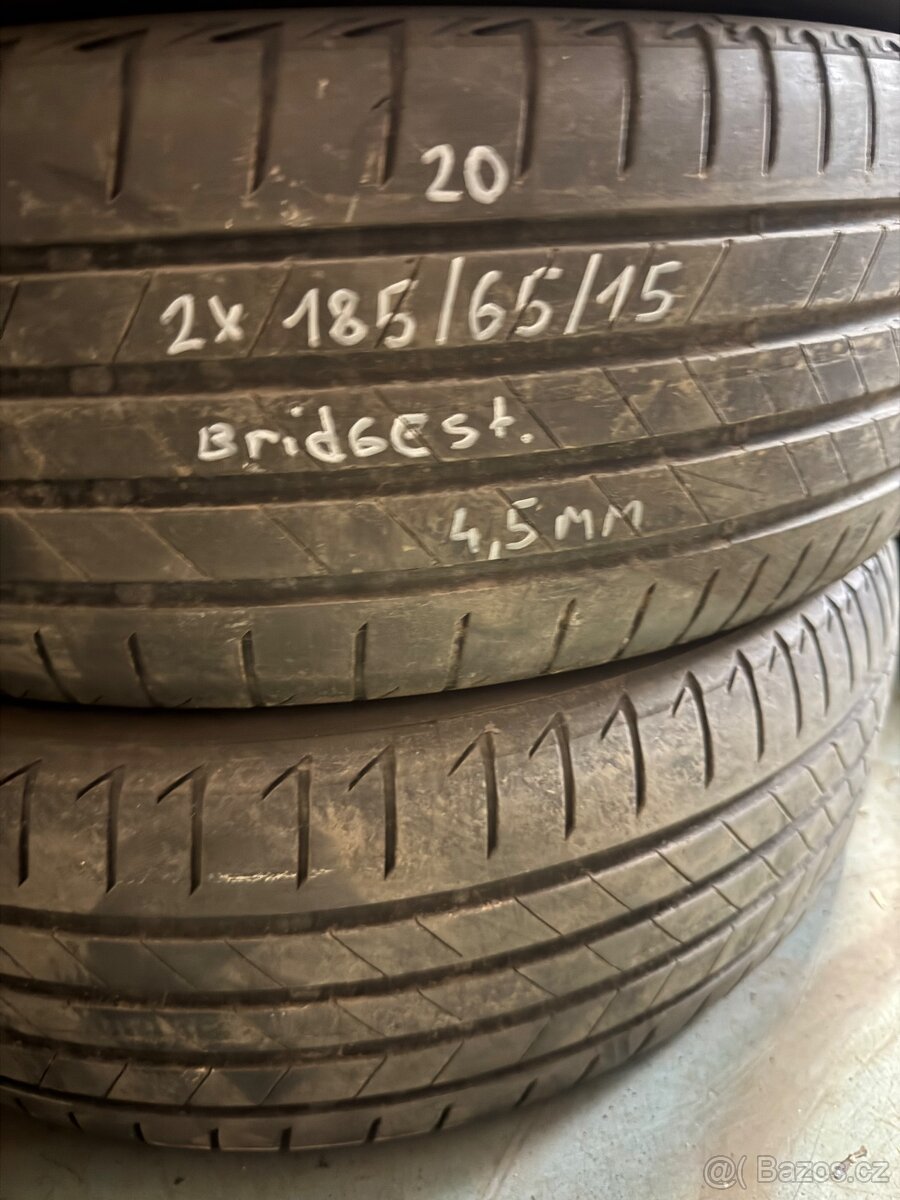 20
2x 185/65/15
BridGESt.
4,5MM
@( Bazos.cz